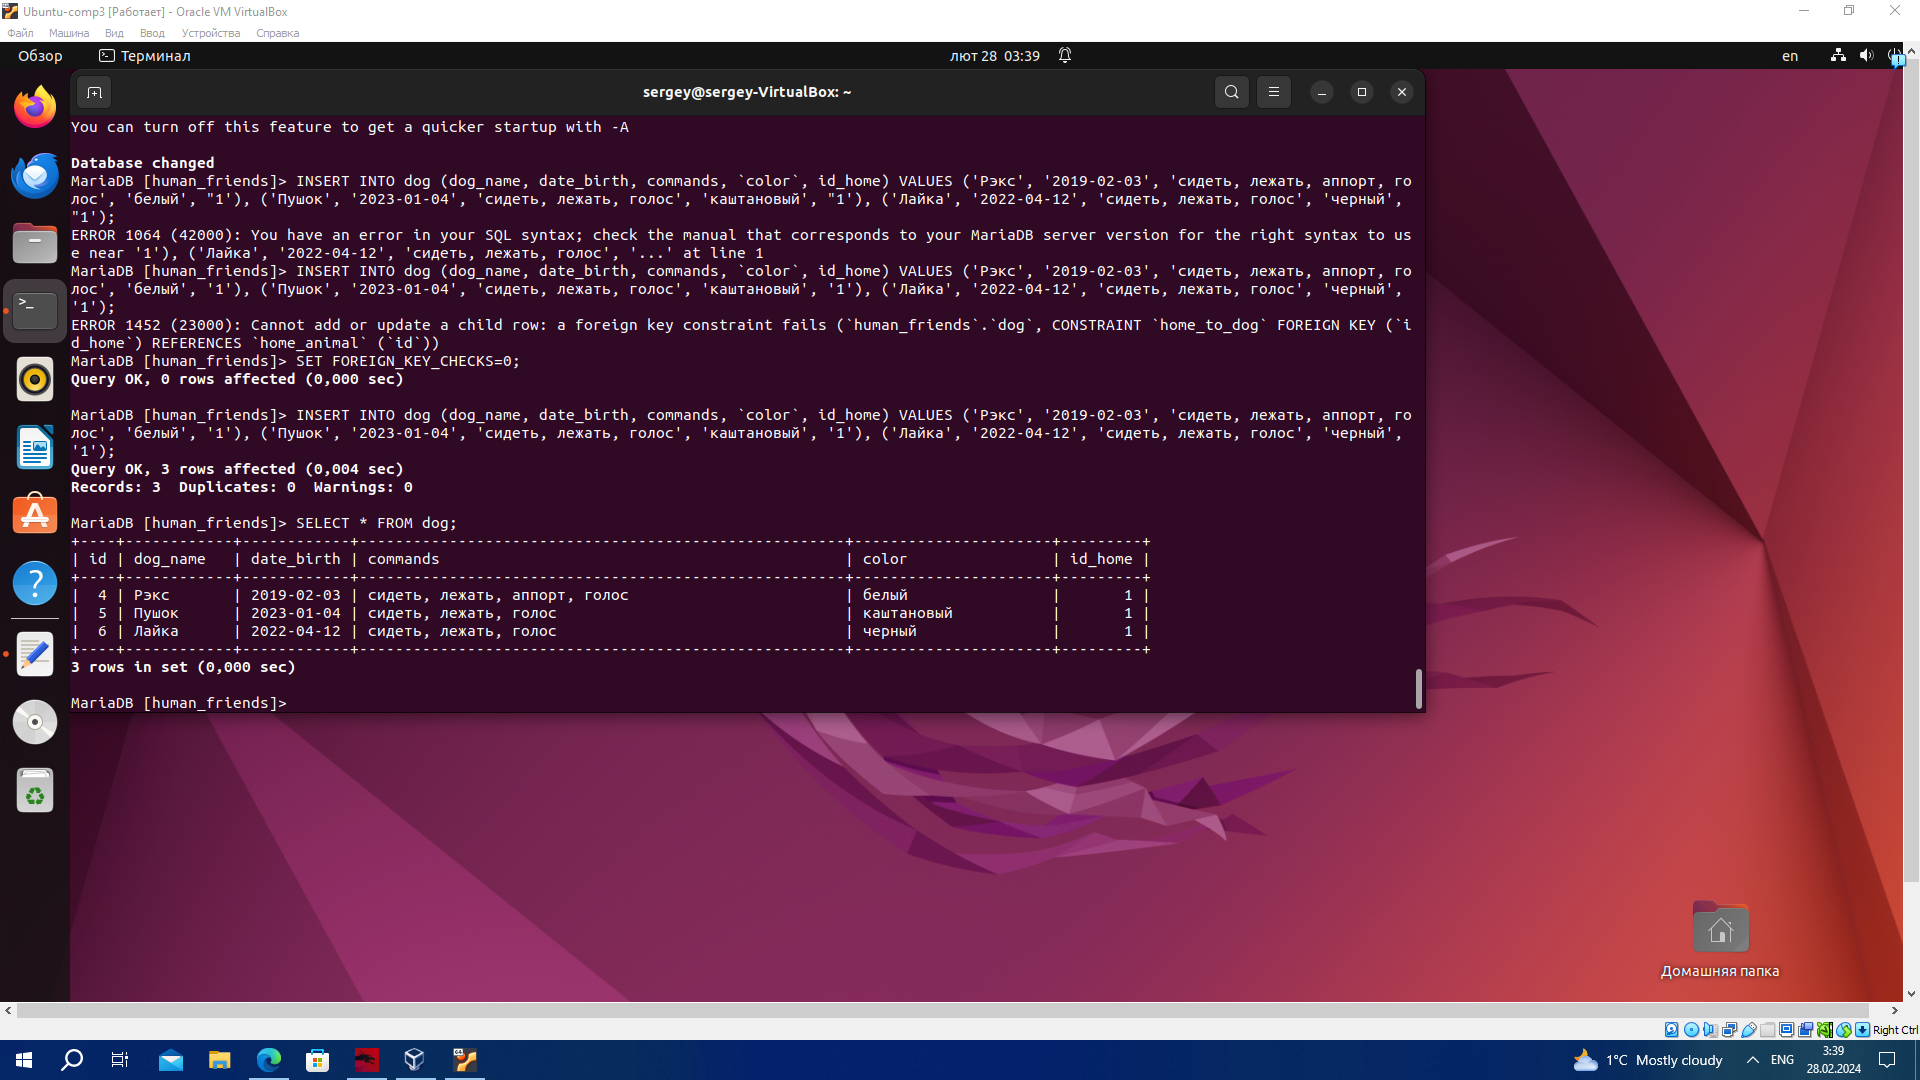 Ubuntu-comp3 [Работает] - Oracle VM VirtualBox
Файл Машина Вид Ввод Устройства Справка
Обзор Терминал лют 28 03:39 en
sergey@sergey-VirtualBox: ~
You can turn off this feature to get a quicker startup with -A
Database changed
MariaDB [human_friends]> INSERT INTO dog (dog_name, date_birth, commands, `color`, id_home) VALUES ('Рэкс', '2019-02-03', 'сидеть, лежать, аппорт, го
лос', 'белый', "1'), ('Пушок', '2023-01-04', 'сидеть, лежать, голос', 'каштановый', "1'), ('Лайка', '2022-04-12', 'сидеть, лежать, голос', 'черный',
"1');
ERROR 1064 (42000): You have an error in your SQL syntax; check the manual that corresponds to your MariaDB server version for the right syntax to us
e near '1'), ('Лайка', '2022-04-12', 'сидеть, лежать, голос', '...' at line 1
MariaDB [human_friends]> INSERT INTO dog (dog_name, date_birth, commands, `color`, id_home) VALUES ('Рэкс', '2019-02-03', 'сидеть, лежать, аппорт, го
лос', 'белый', '1'), ('Пушок', '2023-01-04', 'сидеть, лежать, голос', 'каштановый', '1'), ('Лайка', '2022-04-12', 'сидеть, лежать, голос', 'черный',
'1');
ERROR 1452 (23000): Cannot add or update a child row: a foreign key constraint fails (`human_friends`.`dog`, CONSTRAINT `home_to_dog` FOREIGN KEY (`i
d_home`) REFERENCES `home_animal` (`id`))
MariaDB [human_friends]> SET FOREIGN_KEY_CHECKS=0;
Query OK, 0 rows affected (0,000 sec)
MariaDB [human_friends]> INSERT INTO dog (dog_name, date_birth, commands, `color`, id_home) VALUES ('Рэкс', '2019-02-03', 'сидеть, лежать, аппорт, го
лос', 'белый', '1'), ('Пушок', '2023-01-04', 'сидеть, лежать, голос', 'каштановый', '1'), ('Лайка', '2022-04-12', 'сидеть, лежать, голос', 'черный',
'1');
Query OK, 3 rows affected (0,004 sec)
Records: 3  Duplicates: 0  Warnings: 0
MariaDB [human_friends]> SELECT * FROM dog;
| id | dog_name | date_birth | commands | color | id_home |
| 4 | Рэкс | 2019-02-03 | сидеть, лежать, аппорт, голос | белый | 1 |
| 5 | Пушок | 2023-01-04 | сидеть, лежать, голос | каштановый | 1 |
| 6 | Лайка | 2022-04-12 | сидеть, лежать, голос | черный | 1 |
3 rows in set (0,000 sec)
MariaDB [human_friends]>
Домашняя папка
Right Ctrl
1°C Mostly cloudy ENG 3:39
28.02.2024